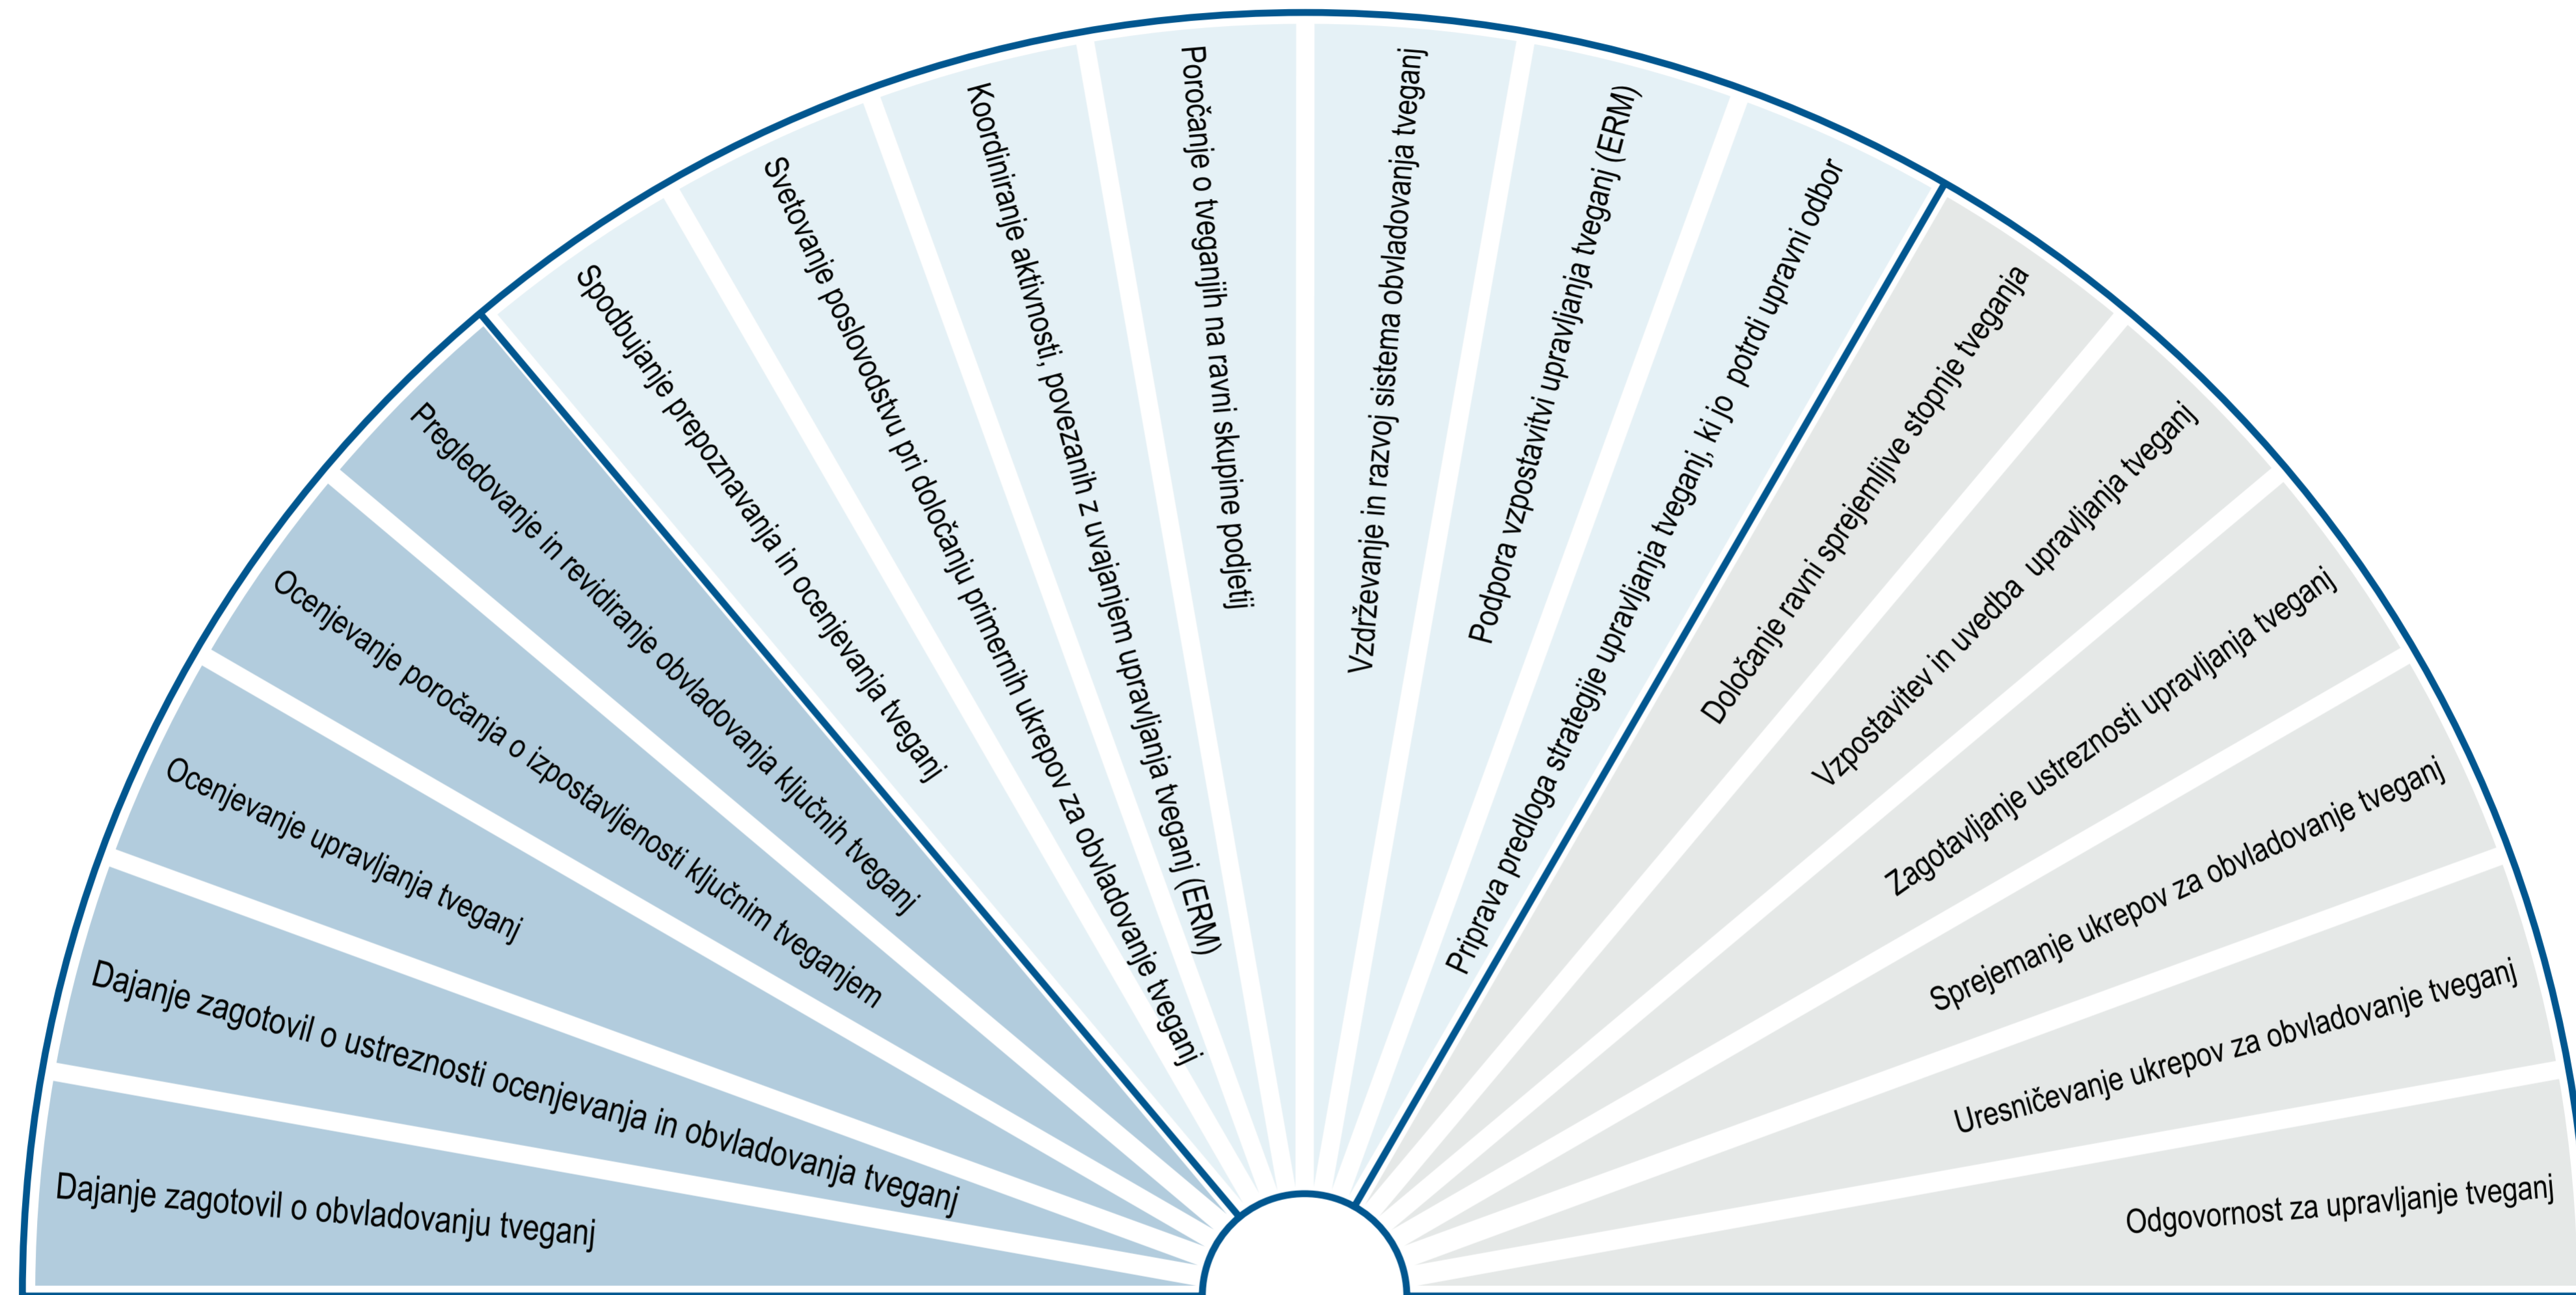 Dajanje zagotovil o obvladovanju tveganj
Dajanje zagotovil o ustreznosti ocenjevanja in obvladovanja tveganj
Ocenjevanje upravljanja tveganj
Ocenjevanje poročanja o izpostavljenosti ključnim tveganjem
Pregledovanje in revidiranje obvladovanja ključnih tveganj
Spodbujanje prepoznavanja in ocenjevanja tveganj
Svetovanje poslovodstvu pri določanju primernih ukrepov za obvladovanje tveganj
Koordiniranje aktivnosti, povezanih z uvajanjem upravljanja tveganj (ERM)
Poročanje o tveganjih na ravni skupine podjetij
Vzdrževanje in razvoj sistema obvladovanja tveganj
Podpora vzpostavitvi upravljanja tveganj (ERM)
Priprava predloga strategije upravljanja tveganj, ki jo potrdi upravni odbor
Določanje ravni sprejemljive stopnje tveganja
Vzpostavitev in uvedba upravljanja tveganj
Zagotavljanje ustreznosti upravljanja tveganj
Sprejemanje ukrepov za obvladovanje tveganj
Uresničevanje ukrepov za obvladovanje tveganj
Odgovornost za upravljanje tveganj